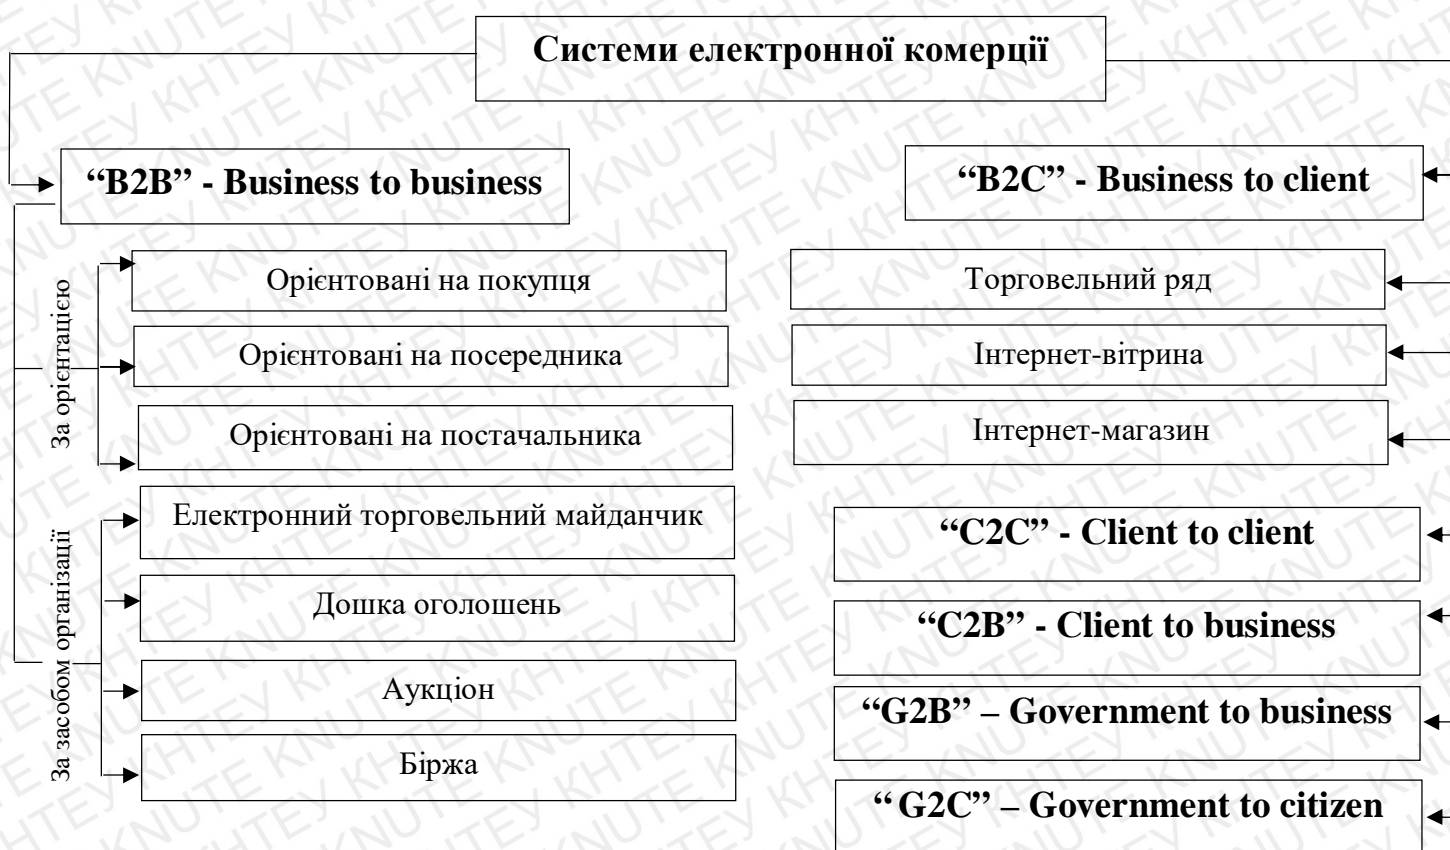 Системи електронної комерції
“B2B” - Business to business
За орієнтацією
Орієнтовані на покупця
Орієнтовані на посередника
Орієнтовані на постачальника
За засобом організації
Електронний торговельний майданчик
Дошка оголошень
Аукціон
Біржа
“B2C” - Business to client
Торговельний ряд
Інтернет-вітрина
Інтернет-магазин
“C2C” - Client to client
“C2B” - Client to business
“G2B” – Government to business
“G2C” – Government to citizen